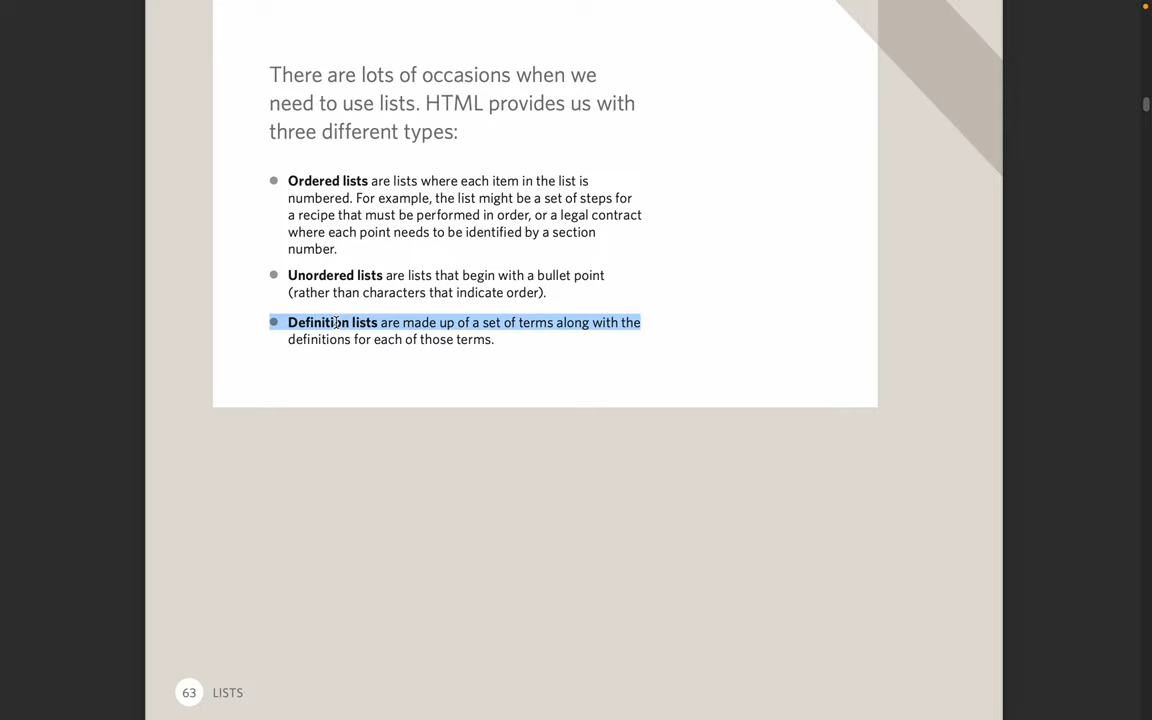 There are lots of occasions when we
need to use lists. HTML provides us with
three different types:
Ordered lists are lists where each item in the list is
numbered. For example, the list might be a set of steps for
a recipe that must be performed in order, or a legal contract
where each point needs to be identified by a section
number.
Unordered lists are lists that begin with a bullet point
(rather than characters that indicate order).
Definition lists are made up of a set of terms along with the
definitions for each of those terms.
63 LISTS